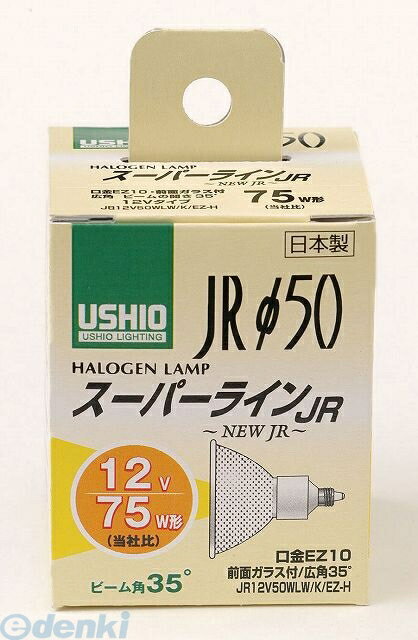 USHIO
φ50
HALOGEN LAMP
スーパーラインJR
～NEW JR～
口金EZ10・前面ガラス付
広角 ビームの開き35°
12Vタイプ
JR12V50WLW/K/EZ-H
75W形
(当社比)
日本製
USHIO
USHIO LIGHTING
JRφ50
HALOGEN LAMP
スーパーラインJR
～NEW JR～
12V
75W形
(当社比)
ビーム角35°
口金EZ10
前面ガラス付/広角35°
JR12V50WLW/K/EZ-H
edenki